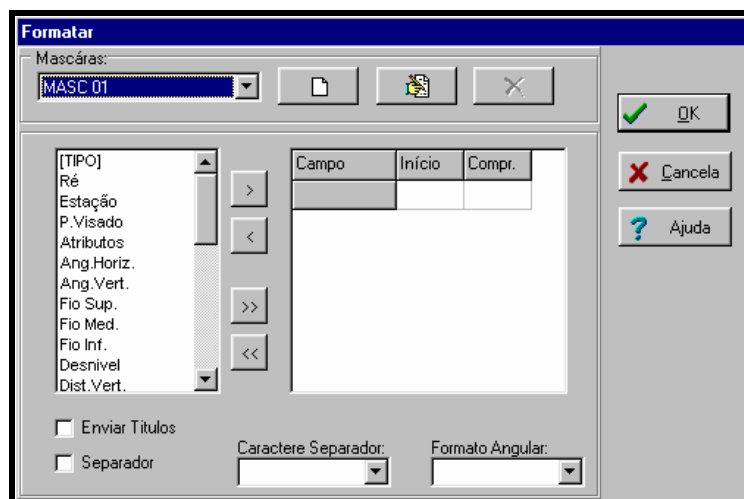 Formatar
Mascáras:
MASC 01
OK
Cancela
Ajuda
[TIPO]
Ré
Estação
P.Visado
Atributos
Ang.Horiz.
Ang.Vert.
Fio Sup.
Fio Med.
Fio Inf.
Desnivel
Dist.Vert.
>
<
>>
<<
Campo Início Compr.
Enviar Titulos
Separador
Caractere Separador:
Formato Angular: